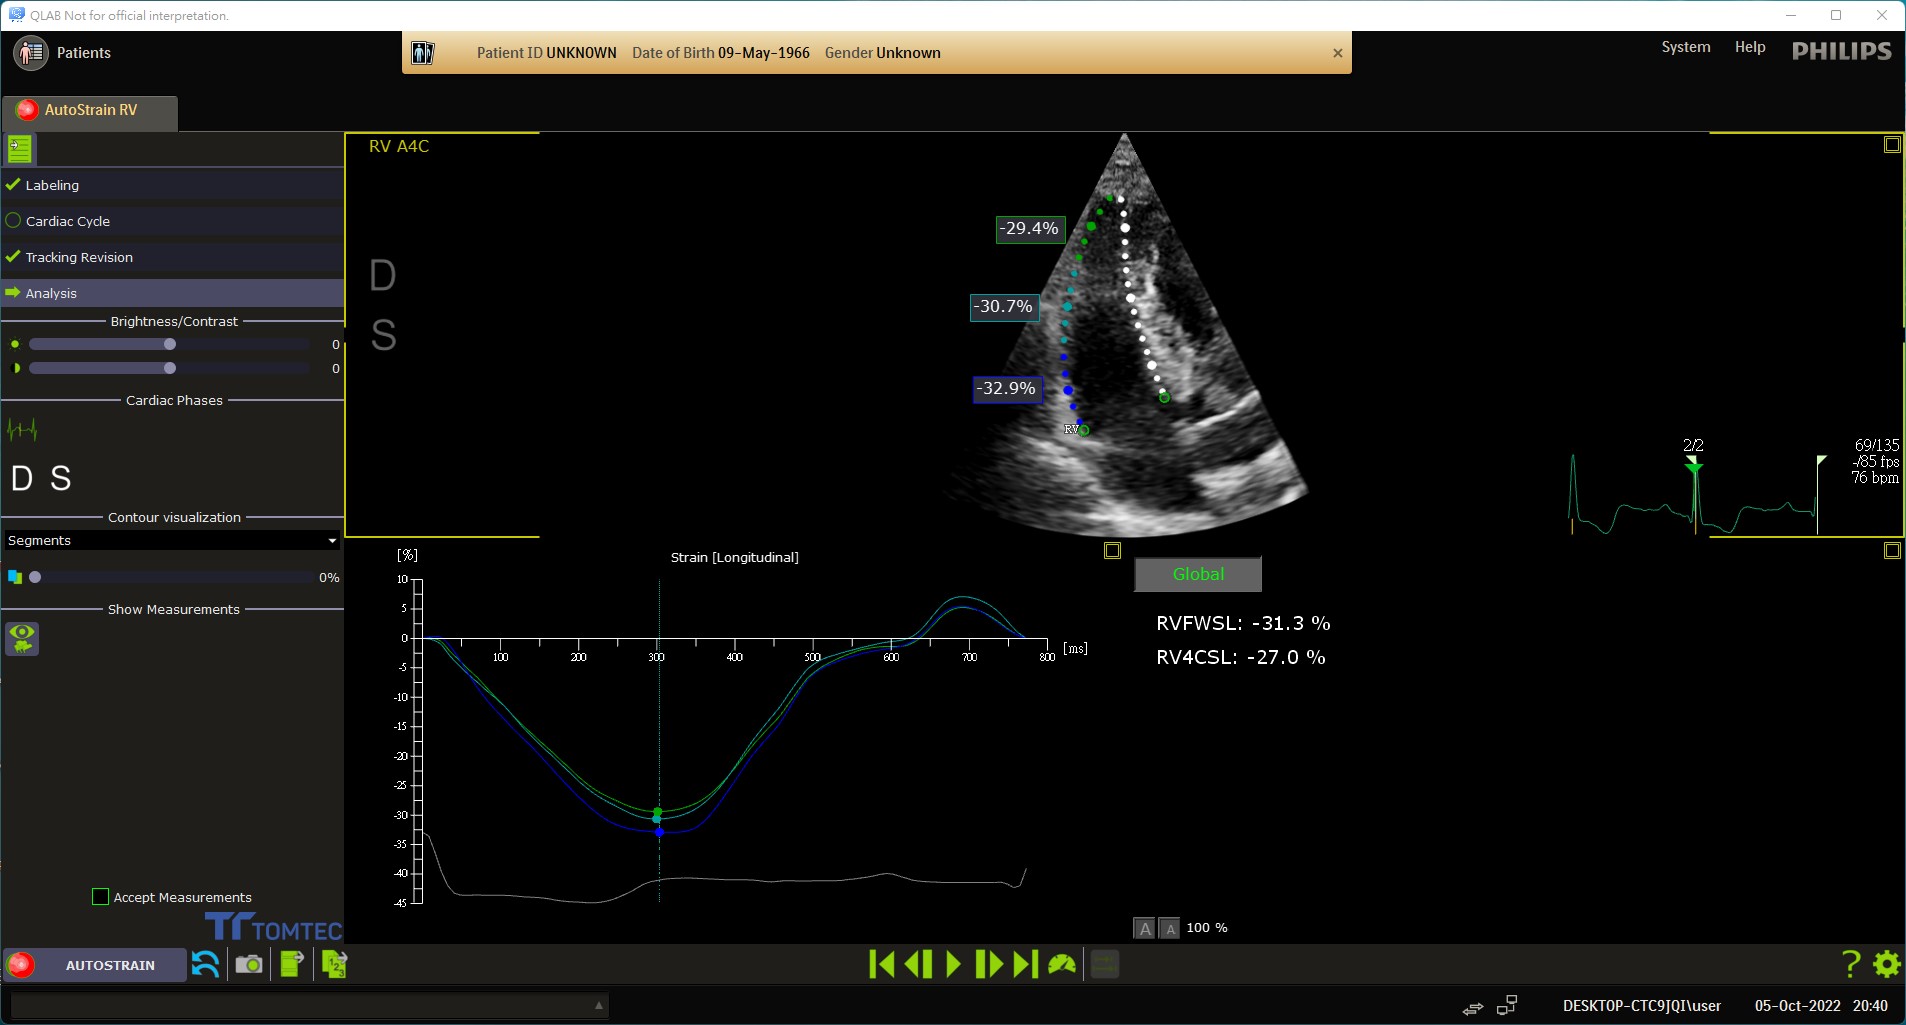 QLAB Not for official interpretation.
Patients
Patient ID UNKNOWN Date of Birth 09-May-1966 Gender Unknown
System Help PHILIPS
AutoStrain RV
Labeling
Cardiac Cycle
Tracking Revision
Analysis
Brightness/Contrast
0
0
Cardiac Phases
D S
Contour visualization
Segments
0%
Show Measurements
Accept Measurements
TOMTEC
RV A4C
D
S
-29.4%
-30.7%
-32.9%
RV
2/2
69/135
-/85 fps
76 bpm
[%]
Strain [Longitudinal]
10
5
0
-5
-10
-15
-20
-25
-30
-35
-40
-45
100 200 300 400 500 600 700 800 [ms]
Global
RVFWSL: -31.3 %
RV4CSL: -27.0 %
A A 100 %
AUTOSTRAIN
123
?
DESKTOP-CTC9JQI\user 05-Oct-2022 20:40